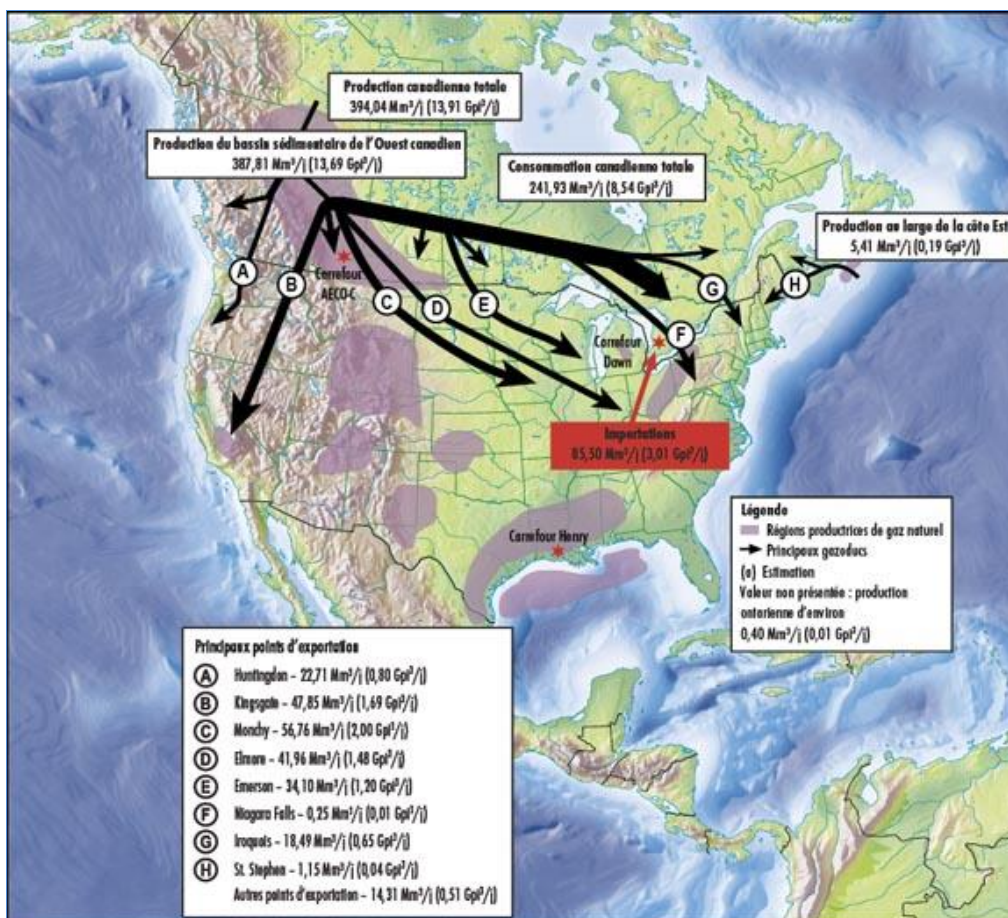 Production canadienne totale
394,04 Mm³/j (13,91 Gpi³/j)
Production du bassin sédimentaire de l'Ouest canadien
387,81 Mm³/j (13,69 Gpi³/j)
Consommation canadienne totale
241,93 Mm³/j (8,54 Gpi³/j)
Production au large de la côte Est
5,41 Mm³/j (0,19 Gpi³/j)
A
B
Carrefour
AECO-C
C
D
E
F
G
H
Carrefour
Dawn
Importations
85,50 Mm³/j (3,01 Gpi³/j)
Carrefour Henry
Légende
Régions productrices de gaz naturel
Principaux gazoducs
(e) Estimation
Valeur non présentée : production
ontarienne d'environ
0,40 Mm³/j (0,01 Gpi³/j)
Principaux points d'exportation
A Huntingdon – 22,71 Mm³/j (0,80 Gpi³/j)
B Kingsgate – 47,85 Mm³/j (1,69 Gpi³/j)
C Monchy – 56,76 Mm³/j (2,00 Gpi³/j)
D Elmore – 41,96 Mm³/j (1,48 Gpi³/j)
E Emerson – 34,10 Mm³/j (1,20 Gpi³/j)
F Niagara Falls – 0,25 Mm³/j (0,01 Gpi³/j)
G Iroquois – 18,49 Mm³/j (0,65 Gpi³/j)
H St. Stephen – 1,15 Mm³/j (0,04 Gpi³/j)
Autres points d'exportation – 14,31 Mm³/j (0,51 Gpi³/j)